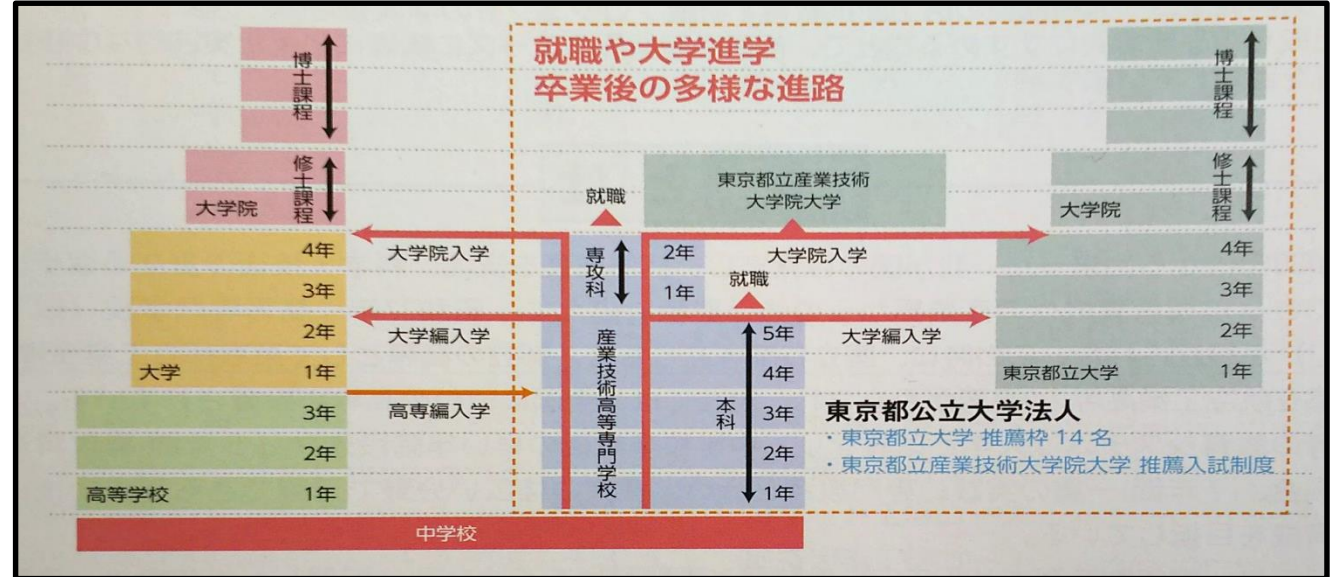 就職や大学進学
卒業後の多様な進路
博士課程
修士課程
大学院
4年
3年
2年
大学 1年
3年
2年
高等学校 1年
中学校
大学院入学
大学編入学
高専編入学
就職
専攻科
2年
1年
産業技術高等専門学校
就職
5年
4年
本科
3年
2年
1年
東京都立産業技術
大学院大学
大学院入学
大学編入学
博士課程
修士課程
大学院
4年
3年
2年
東京都立大学 1年
東京都公立大学法人
・東京都立大学 推薦枠 14 名
・東京都立産業技術大学院大学 推薦入試制度